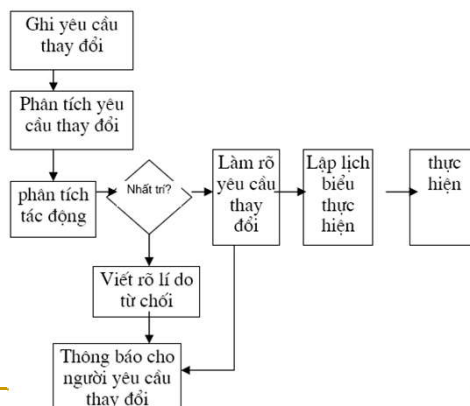 Ghi yêu cầu
thay đổi
Phân tích yêu
cầu thay đổi
phân tích
tác động
Nhất trí?
Làm rõ
yêu cầu
thay
đổi
Lập lịch
biểu
thực
hiện
thực
hiện
Viết rõ lí do
từ chối
Thông báo cho
người yêu cầu
thay đổi